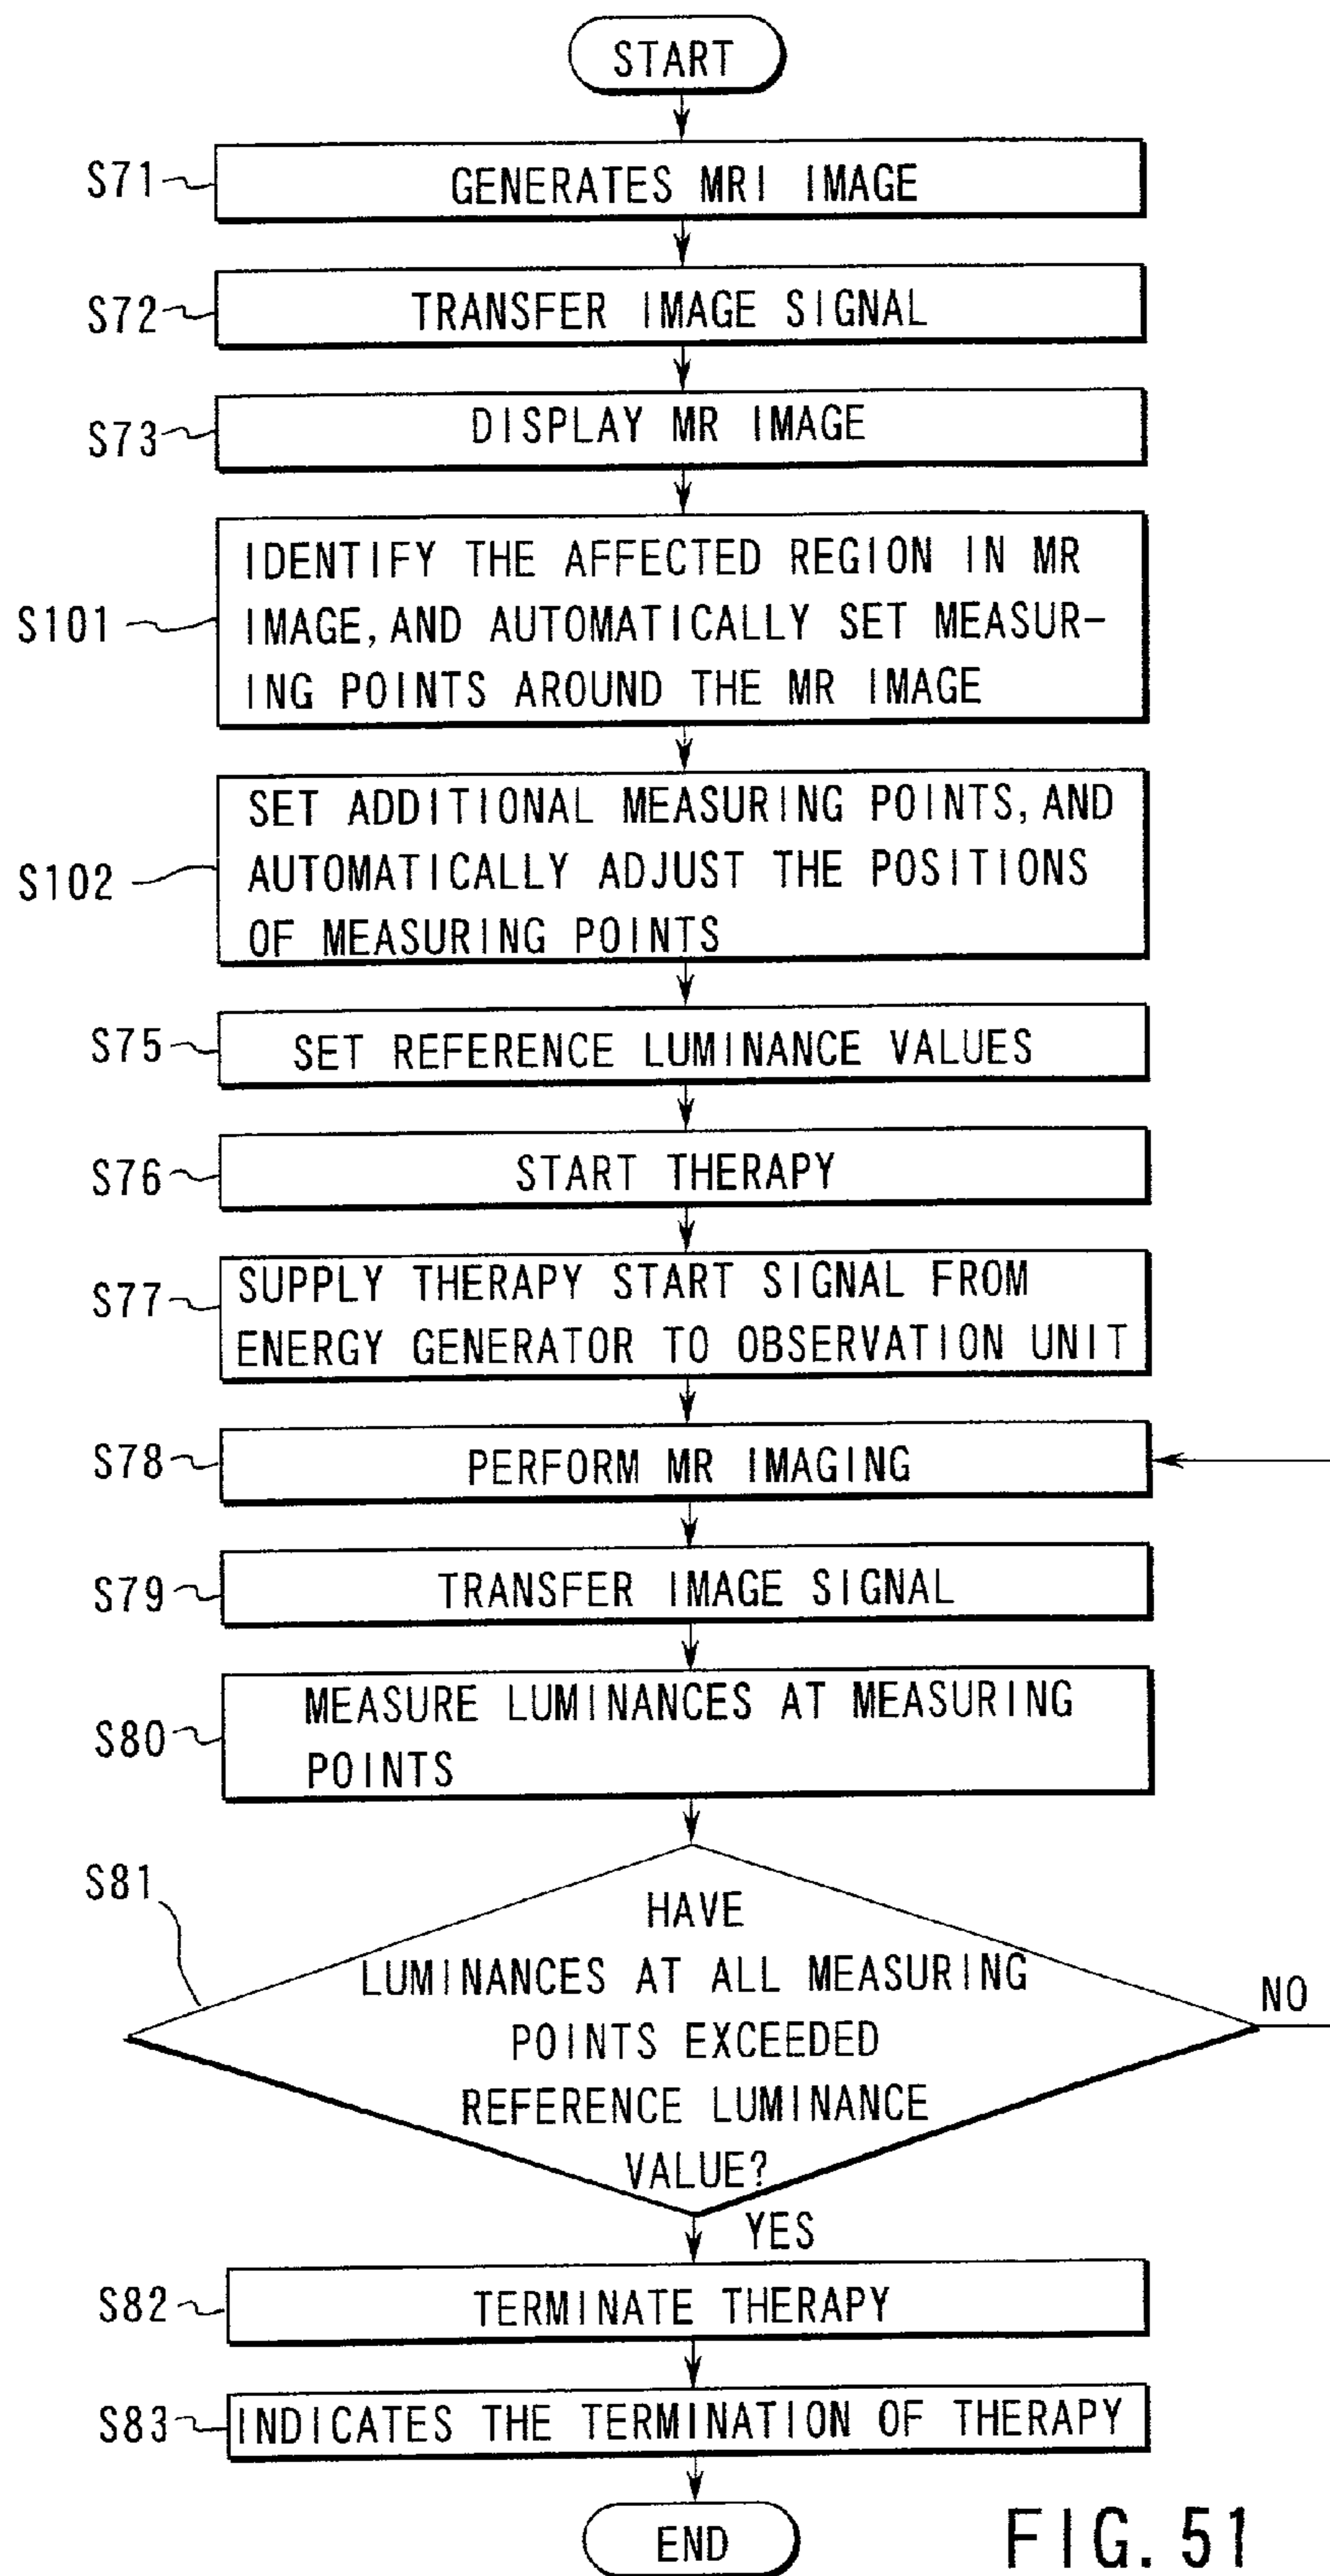 START
S71
GENERATES MRI IMAGE
S72
TRANSFER IMAGE SIGNAL
S73
DISPLAY MR IMAGE
S101
IDENTIFY THE AFFECTED REGION IN MR
IMAGE, AND AUTOMATICALLY SET MEASUR-
ING POINTS AROUND THE MR IMAGE
S102
SET ADDITIONAL MEASURING POINTS, AND
AUTOMATICALLY ADJUST THE POSITIONS
OF MEASURING POINTS
S75
SET REFERENCE LUMINANCE VALUES
S76
START THERAPY
S77
SUPPLY THERAPY START SIGNAL FROM
ENERGY GENERATOR TO OBSERVATION UNIT
S78
PERFORM MR IMAGING
S79
TRANSFER IMAGE SIGNAL
S80
MEASURE LUMINANCES AT MEASURING
POINTS
S81
HAVE
LUMINANCES AT ALL MEASURING
POINTS EXCEEDED
REFERENCE LUMINANCE
VALUE?
NO
YES
S82
TERMINATE THERAPY
S83
INDICATES THE TERMINATION OF THERAPY
END
FIG. 51